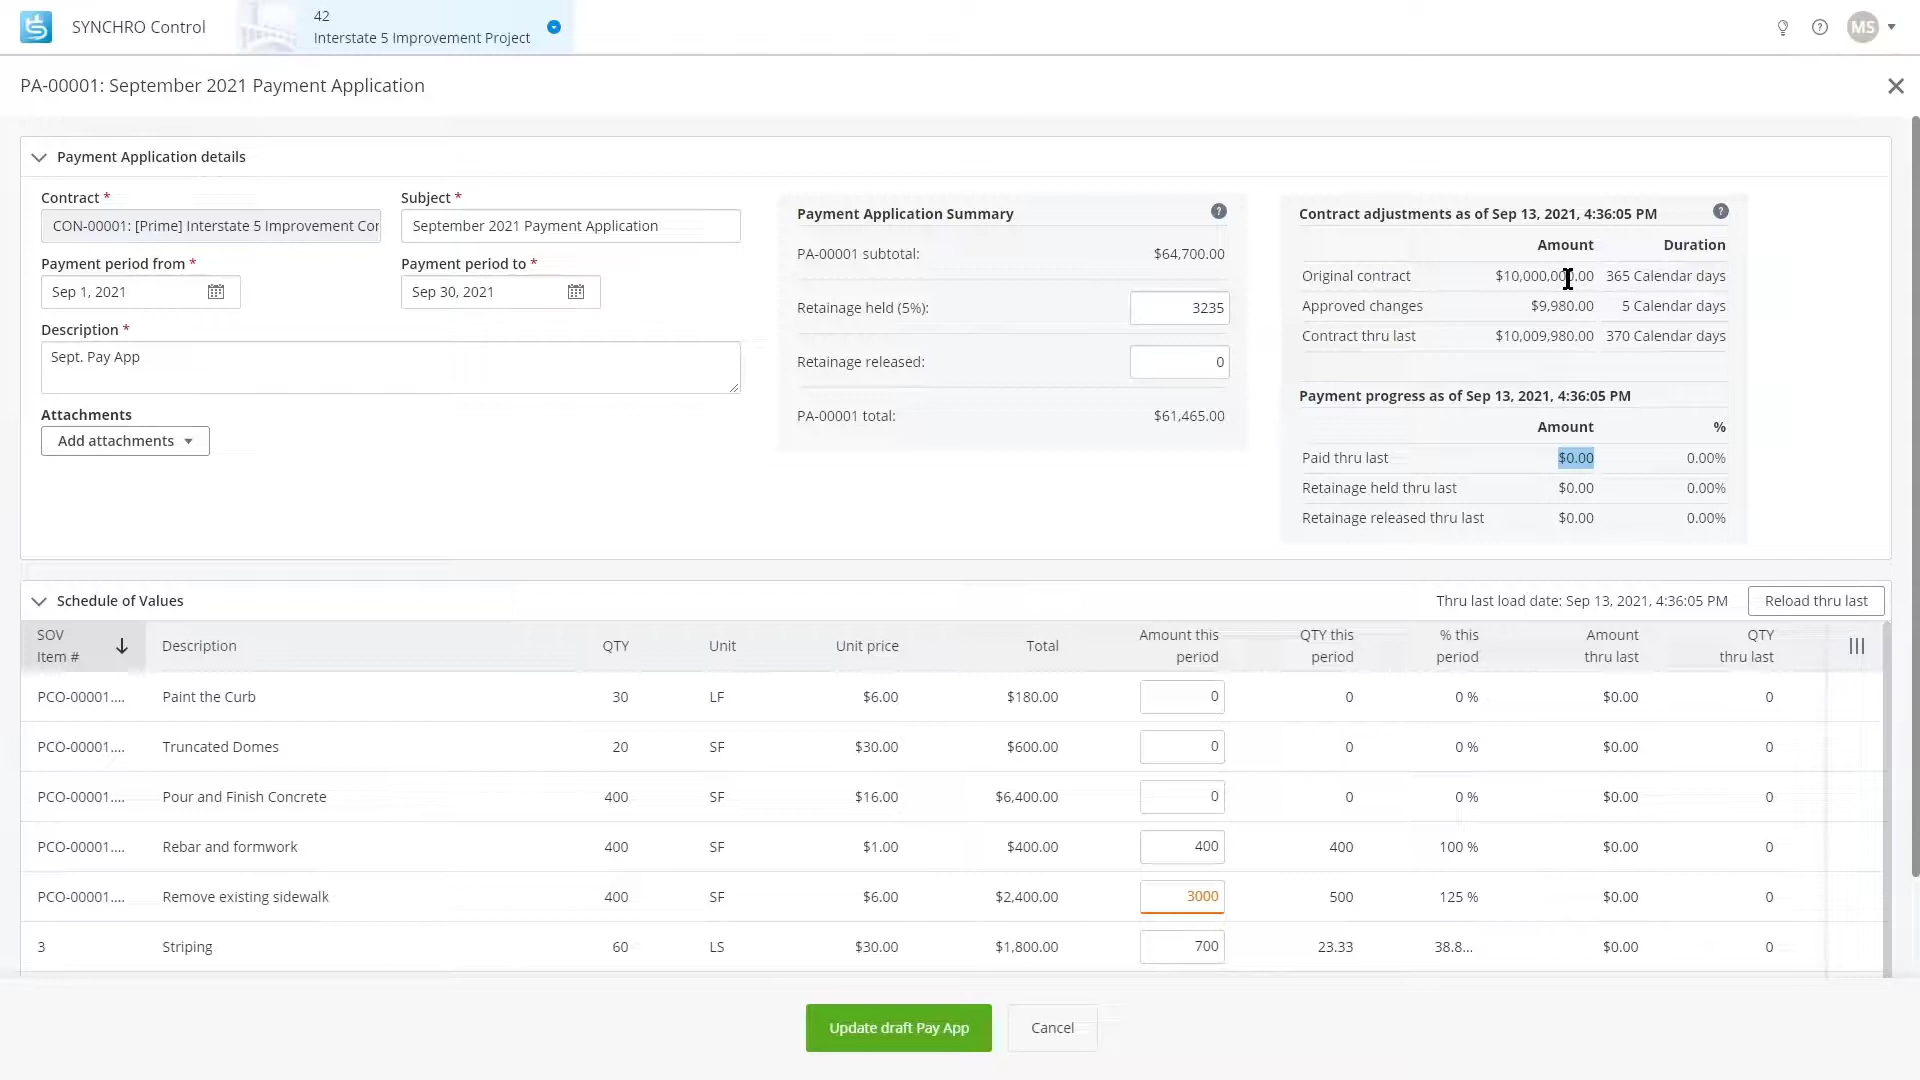 SYNCHRO Control
42
Interstate 5 Improvement Project
MS
PA-00001: September 2021 Payment Application
Payment Application details
Contract *
CON-00001: [Prime] Interstate 5 Improvement Cor
Subject *
September 2021 Payment Application
Payment period from *
Sep 1, 2021
Payment period to *
Sep 30, 2021
Description *
Sept. Pay App
Attachments
Add attachments
Payment Application Summary ?
PA-00001 subtotal: $64,700.00
Retainage held (5%): 3235
Retainage released: 0
PA-00001 total: $61,465.00
Contract adjustments as of Sep 13, 2021, 4:36:05 PM ?
Amount Duration
Original contract $10,000,000.00 365 Calendar days
Approved changes $9,980.00 5 Calendar days
Contract thru last $10,009,980.00 370 Calendar days
Payment progress as of Sep 13, 2021, 4:36:05 PM
Amount %
Paid thru last $0.00 0.00%
Retainage held thru last $0.00 0.00%
Retainage released thru last $0.00 0.00%
Schedule of Values Thru last load date: Sep 13, 2021, 4:36:05 PM Reload thru last
SOV Item # Description QTY Unit Unit price Total Amount this period QTY this period % this period Amount thru last QTY thru last
PCO-00001.... Paint the Curb 30 LF $6.00 $180.00 0 0 0 % $0.00 0
PCO-00001.... Truncated Domes 20 SF $30.00 $600.00 0 0 0 % $0.00 0
PCO-00001.... Pour and Finish Concrete 400 SF $16.00 $6,400.00 0 0 0 % $0.00 0
PCO-00001.... Rebar and formwork 400 SF $1.00 $400.00 400 400 100 % $0.00 0
PCO-00001.... Remove existing sidewalk 400 SF $6.00 $2,400.00 3000 500 125 % $0.00 0
3 Striping 60 LS $30.00 $1,800.00 700 23.33 38.8... $0.00 0
Update draft Pay App Cancel